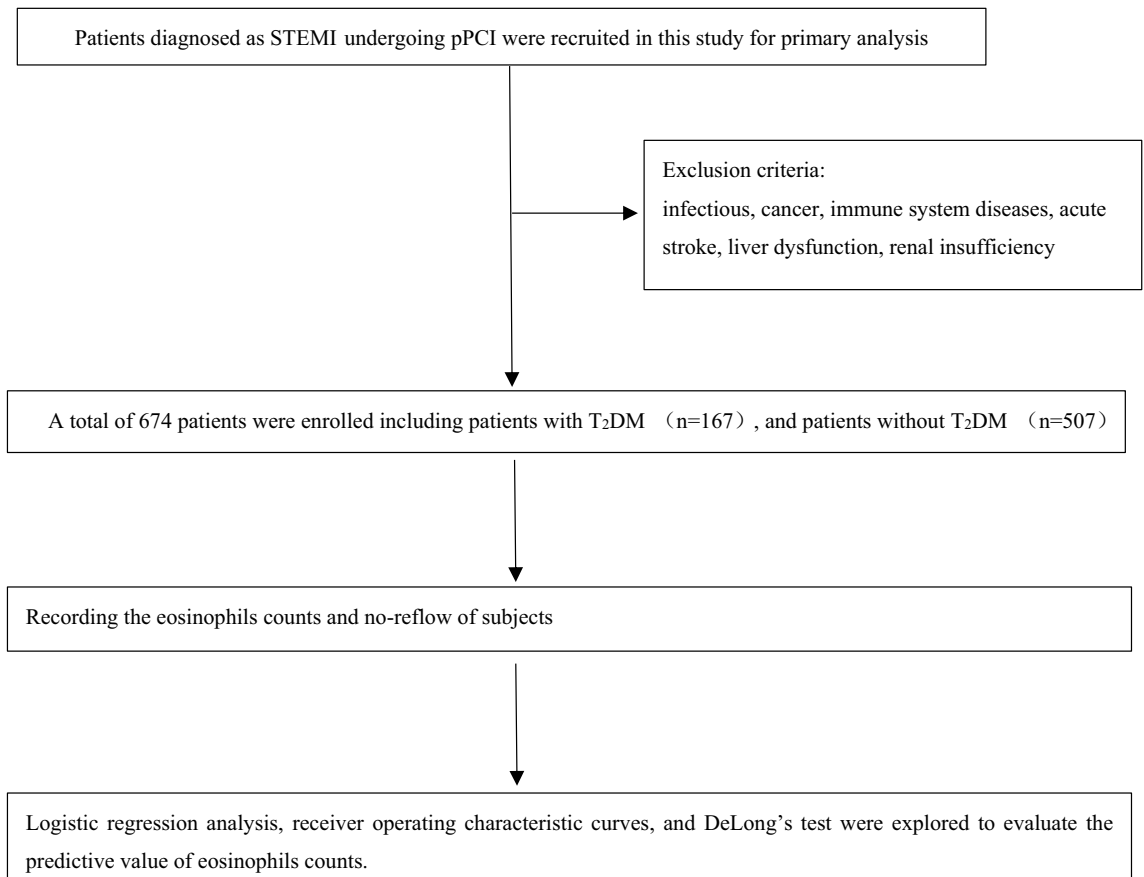 Patients diagnosed as STEMI undergoing pPCI were recruited in this study for primary analysis
Exclusion criteria:
infectious, cancer, immune system diseases, acute
stroke, liver dysfunction, renal insufficiency
A total of 674 patients were enrolled including patients with T2DM （n=167）, and patients without T2DM （n=507）
Recording the eosinophils counts and no-reflow of subjects
Logistic regression analysis, receiver operating characteristic curves, and DeLong’s test were explored to evaluate the
predictive value of eosinophils counts.